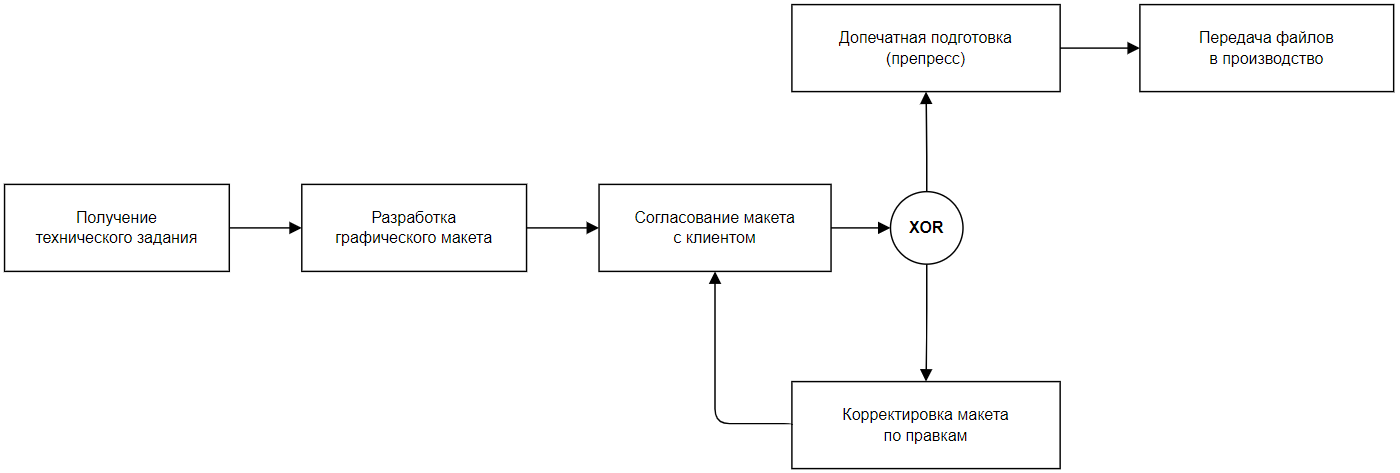 Допечатная подготовка
(препресс)
Передача файлов
в производство
Получение
технического задания
Разработка
графического макета
Согласование макета
с клиентом
XOR
Корректировка макета
по правкам